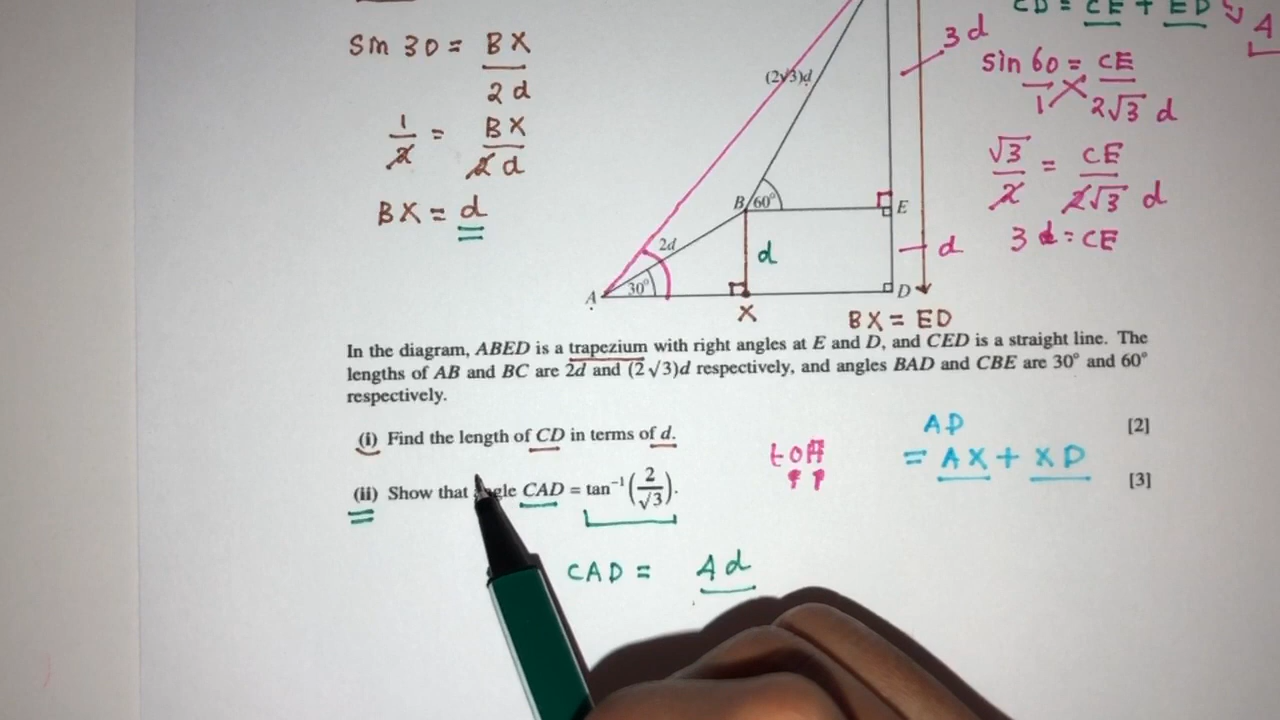 CD = CE + ED
A
3d
sin 30 = BX
2d
(2√3)d
sin 60 = CE
1 2√3 d
1 = BX
2 2d
√3 = CE
2 2√3 d
BX = d
B 60° E
3d = CE
2d
d
d
A 30° D
X
BX = ED
In the diagram, ABED is a trapezium with right angles at E and D, and CED is a straight line. The
lengths of AB and BC are 2d and (2√3)d respectively, and angles BAD and CBE are 30° and 60°
respectively.
(i) Find the length of CD in terms of d. [2]
AD
= AX + XD
(ii) Show that angle CAD = tan⁻¹(2/√3). [3]
CAD = 4d